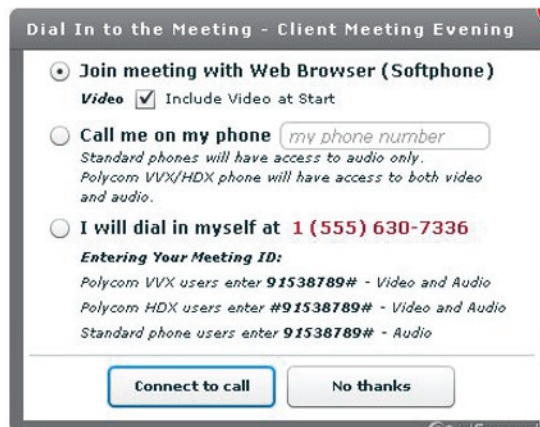 Dial In to the Meeting - Client Meeting Evening
Join meeting with Web Browser (Softphone)
Video Include Video at Start
Call me on my phone my phone number
Standard phones will have access to audio only.
Polycom VVX/HDX phone will have access to both video
and audio.
I will dial in myself at 1 (555) 630-7336
Entering Your Meeting ID:
Polycom VVX users enter 91538789# - Video and Audio
Polycom HDX users enter #91538789# - Video and Audio
Standard phone users enter 91538789# - Audio
Connect to call
No thanks